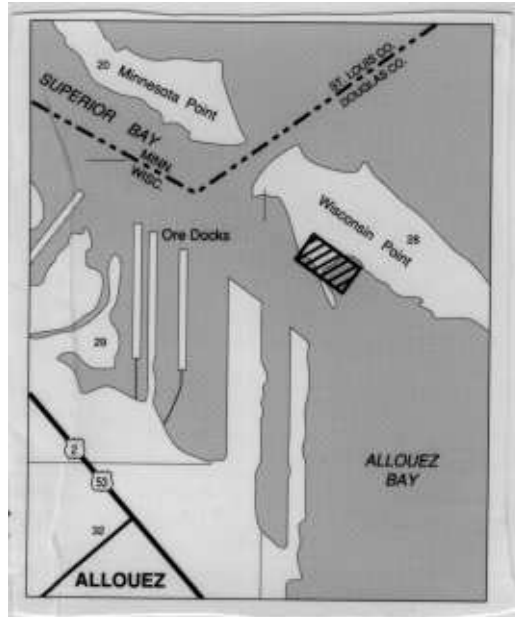 20
Minnesota Point
SUPERIOR BAY
ST. LOUIS CO.
DOUGLAS CO.
MINN.
WISC.
Wisconsin Point
28
Ore Docks
29
2
53
32
ALLOUEZ
ALLOUEZ
BAY